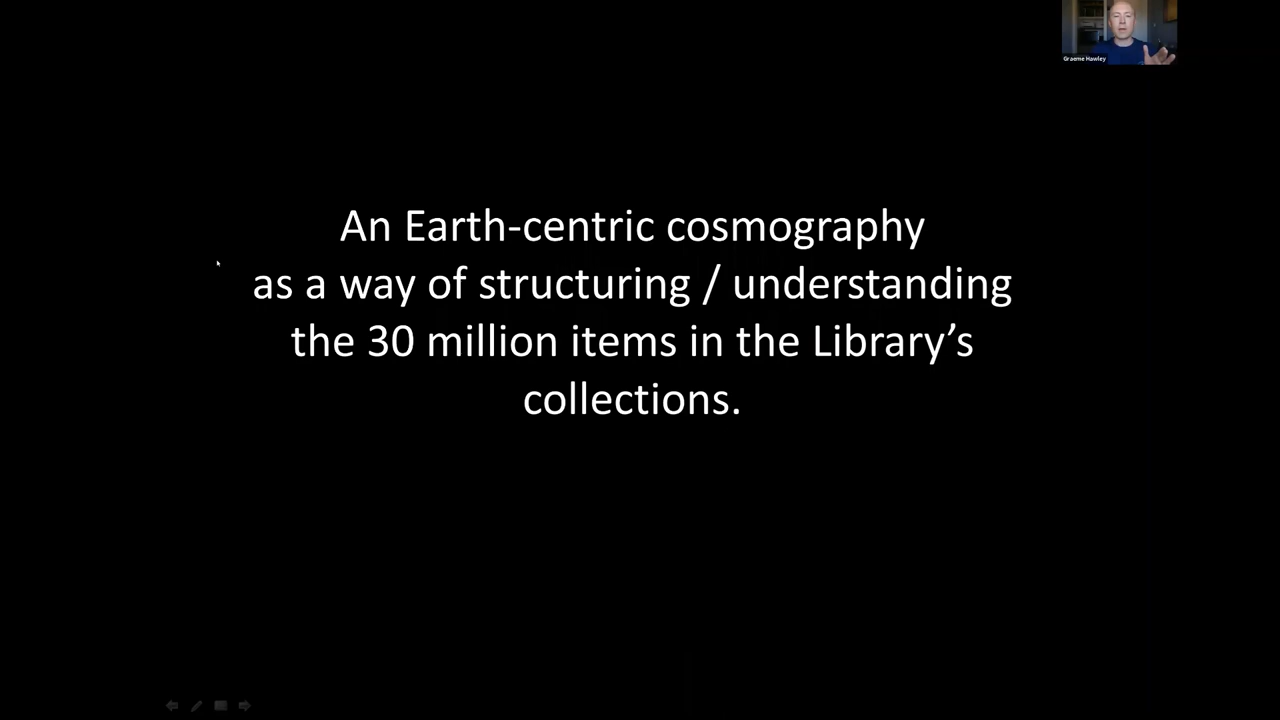 Graeme Hawley
An Earth-centric cosmography
as a way of structuring / understanding
the 30 million items in the Library’s
collections.